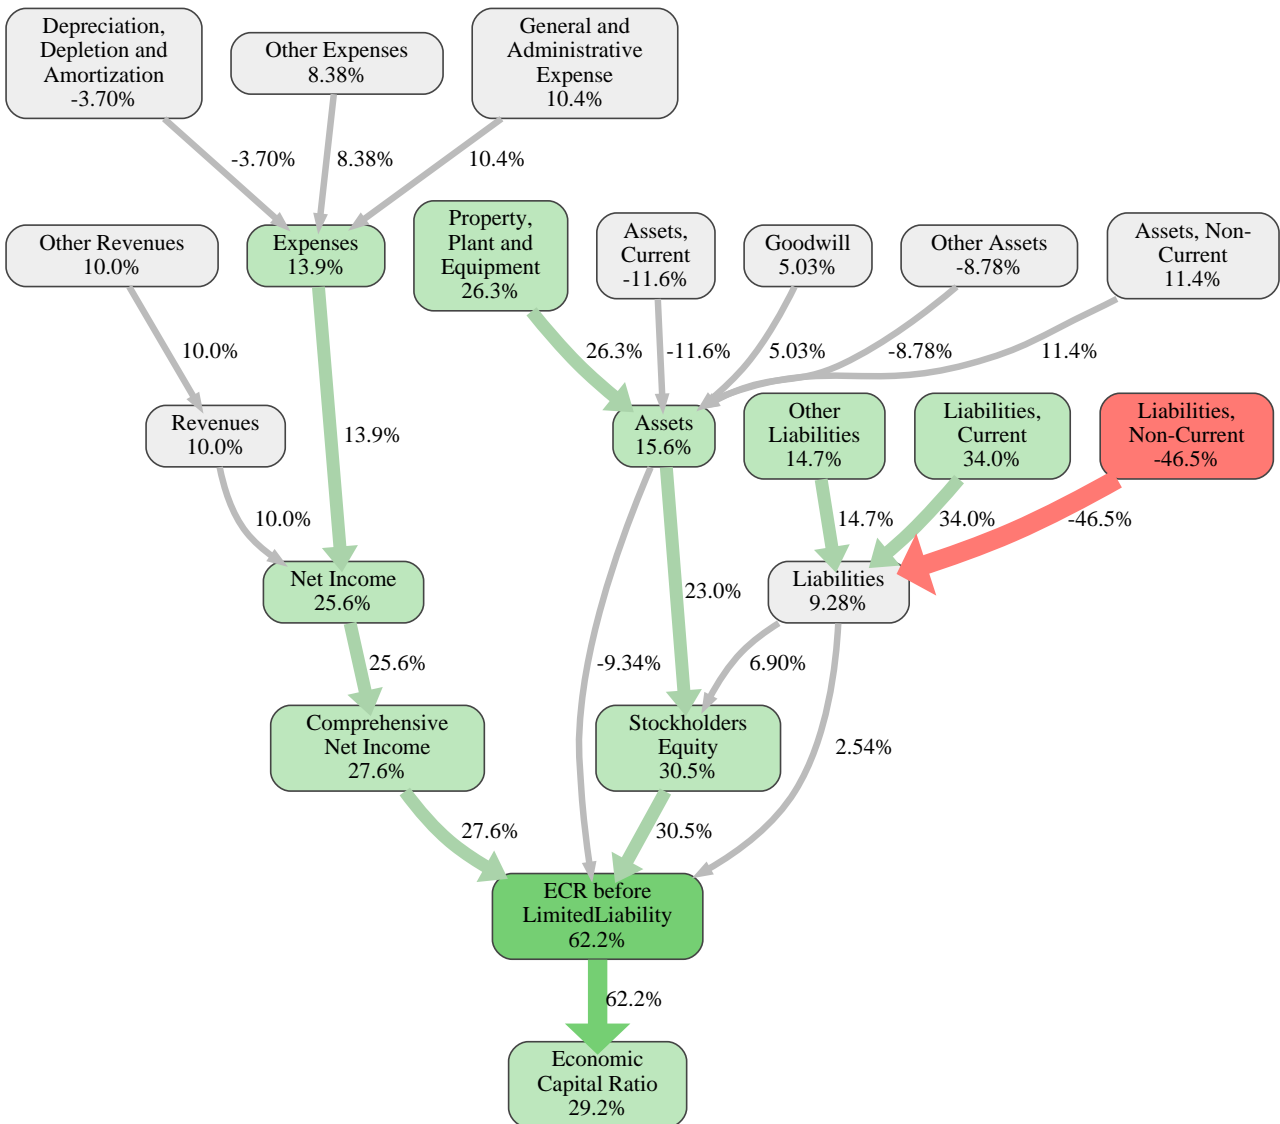 Depreciation,
Depletion and
Amortization
-3.70%
Other Expenses
8.38%
General and
Administrative
Expense
10.4%
-3.70%
8.38%
10.4%
Other Revenues
10.0%
Expenses
13.9%
Property,
Plant and
Equipment
26.3%
Assets,
Current
-11.6%
Goodwill
5.03%
Other Assets
-8.78%
Assets, Non-
Current
11.4%
10.0%
26.3%
-11.6%
5.03%
-8.78%
11.4%
Revenues
10.0%
13.9%
Assets
15.6%
Other
Liabilities
14.7%
Liabilities,
Current
34.0%
Liabilities,
Non-Current
-46.5%
10.0%
14.7%
34.0%
-46.5%
Net Income
25.6%
23.0%
Liabilities
9.28%
25.6%
-9.34%
6.90%
Comprehensive
Net Income
27.6%
Stockholders
Equity
30.5%
2.54%
27.6%
30.5%
ECR before
LimitedLiability
62.2%
62.2%
Economic
Capital Ratio
29.2%